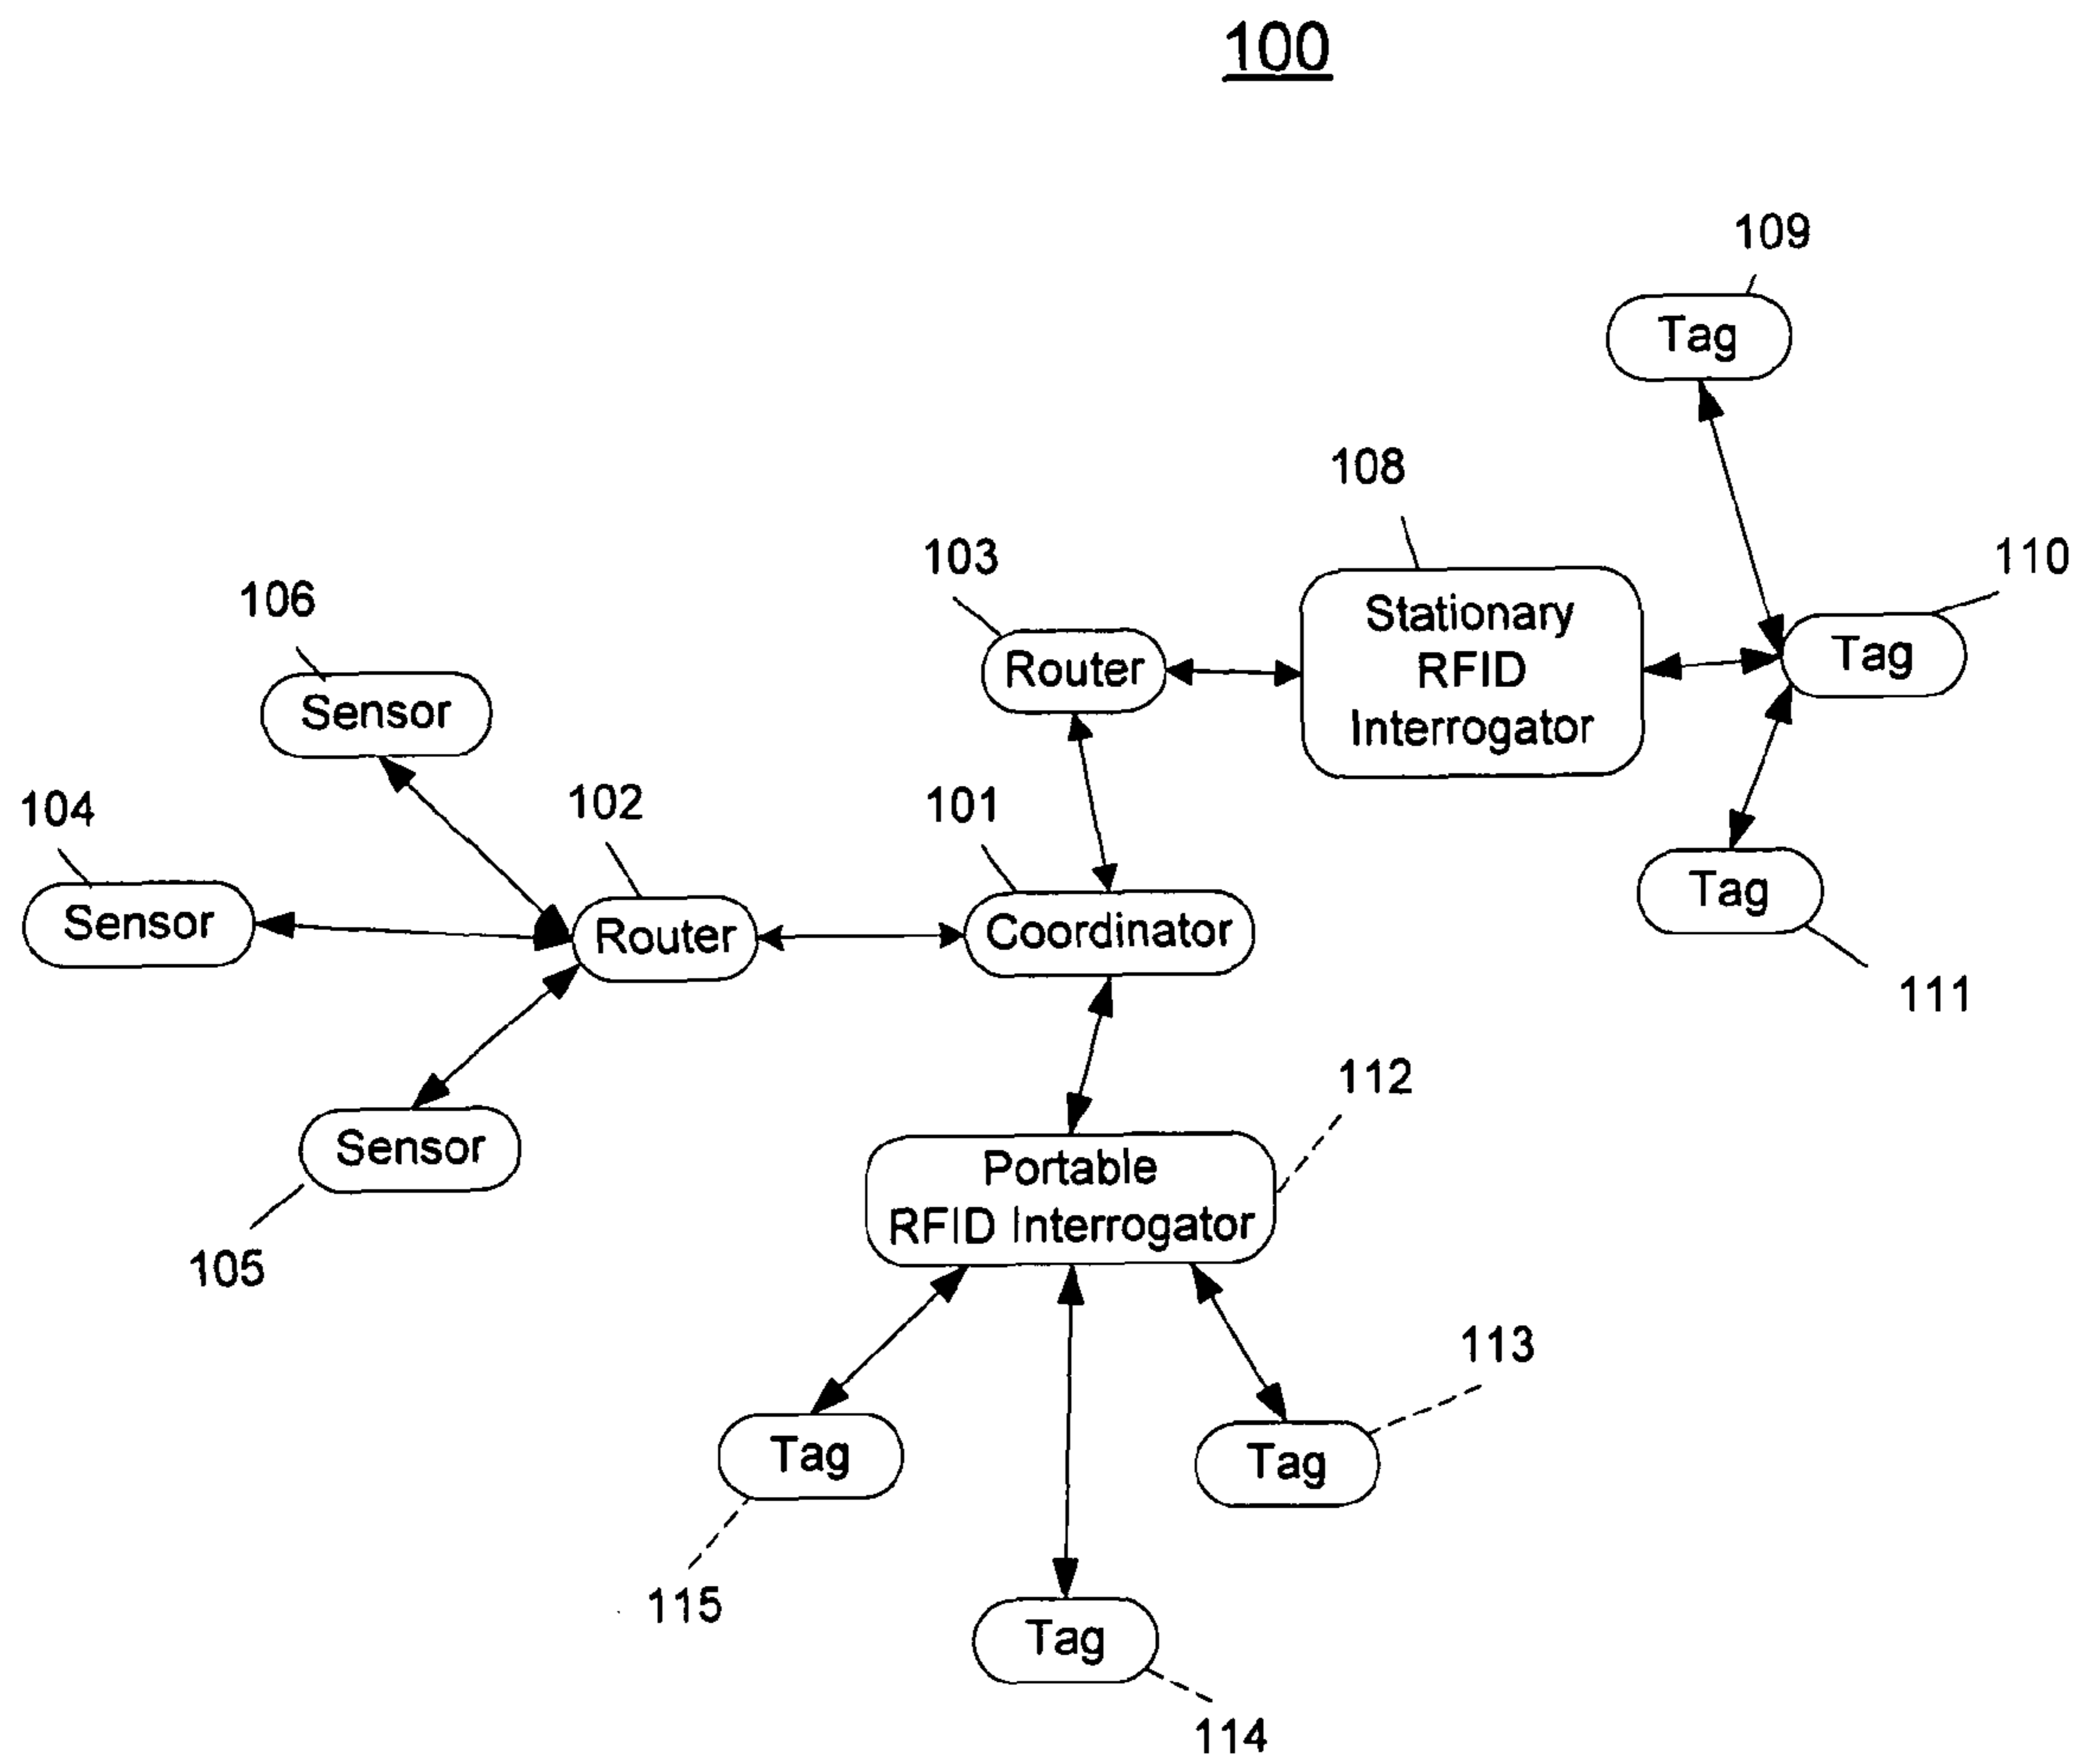 100
109
Tag
108
110
103
Stationary
RFID
Interrogator
Tag
Router
106
Sensor
104
102
101
Tag
Sensor
Router
Coordinator
111
112
Sensor
Portable
RFID Interrogator
105
113
Tag
Tag
115
Tag
114